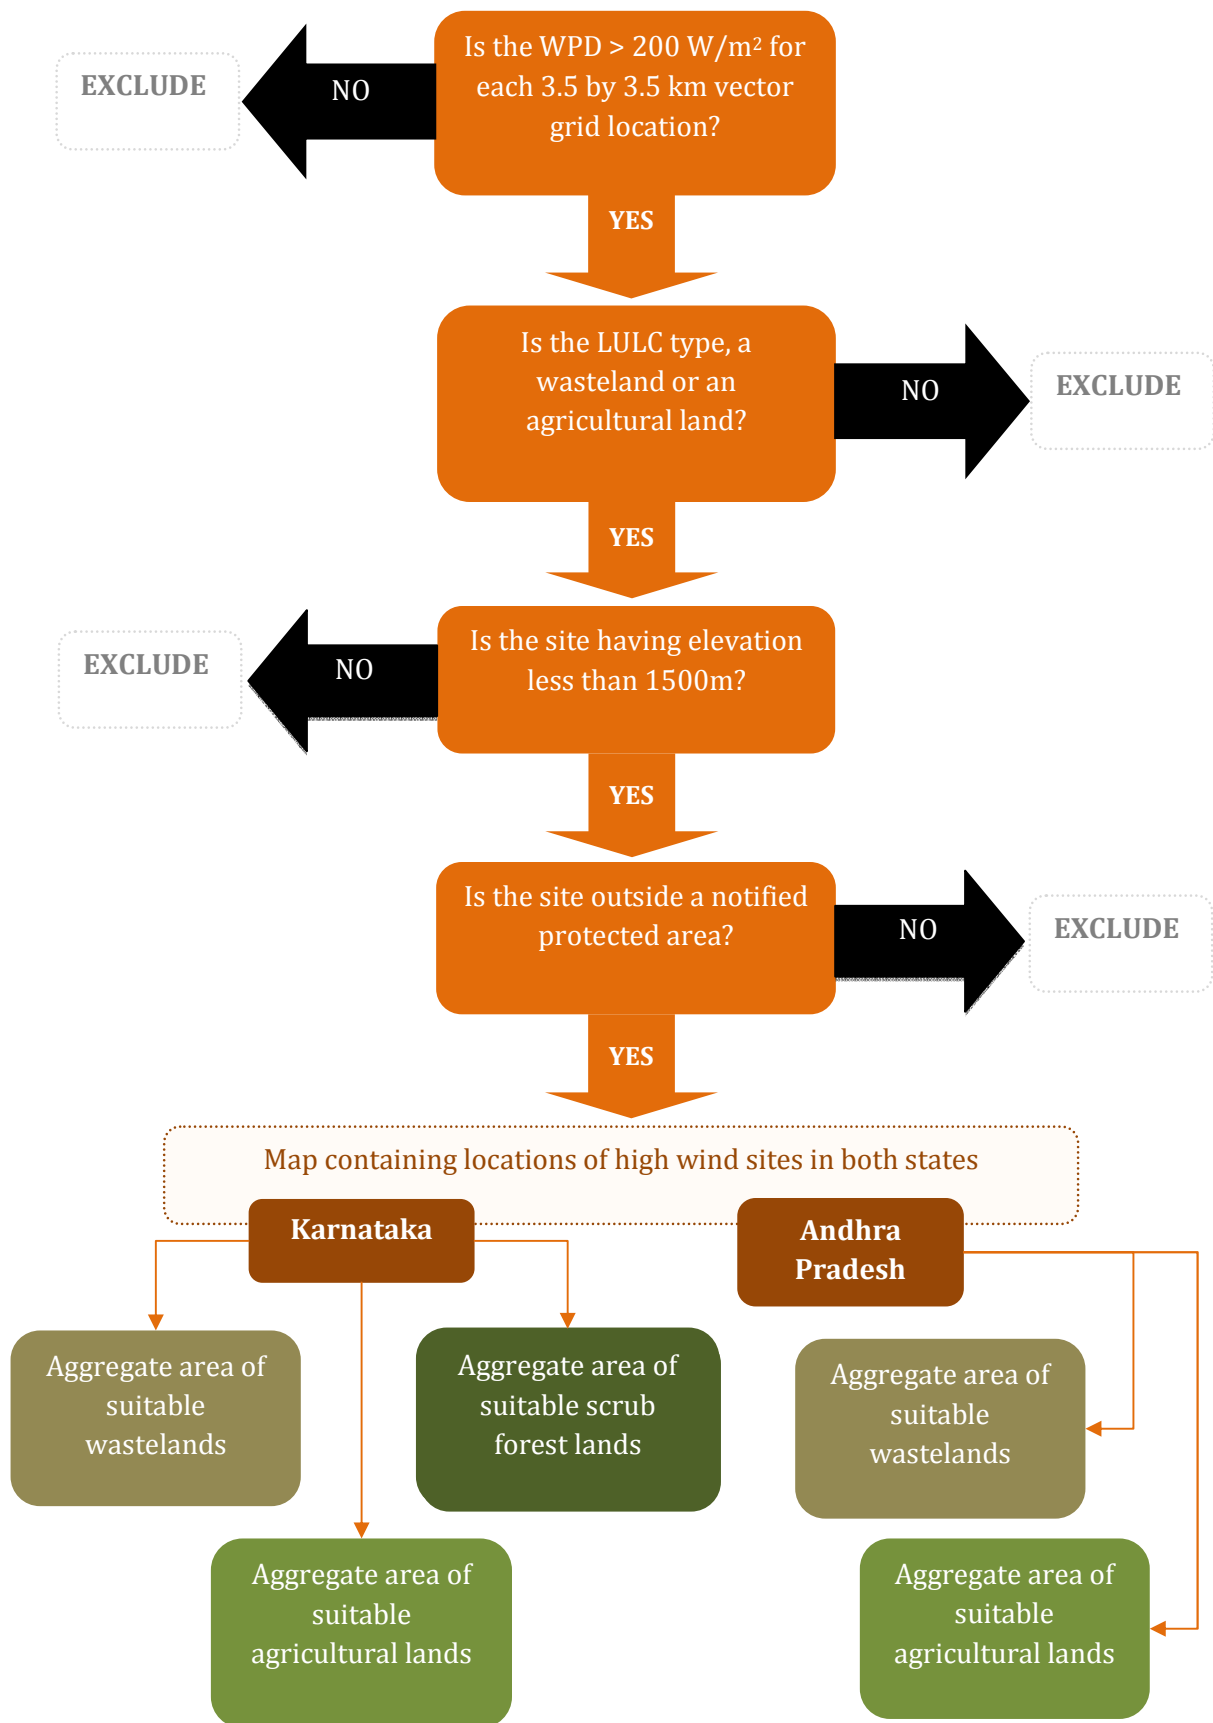 Is the WPD > 200 W/m² for
each 3.5 by 3.5 km vector
grid location?
NO
EXCLUDE
YES
Is the LULC type, a
wasteland or an
agricultural land?
NO
EXCLUDE
YES
Is the site having elevation
less than 1500m?
NO
EXCLUDE
YES
Is the site outside a notified
protected area?
NO
EXCLUDE
YES
Map containing locations of high wind sites in both states
Karnataka
Andhra
Pradesh
Aggregate area of
suitable
wastelands
Aggregate area of
suitable scrub
forest lands
Aggregate area of
suitable
wastelands
Aggregate area of
suitable
agricultural lands
Aggregate area of
suitable
agricultural lands